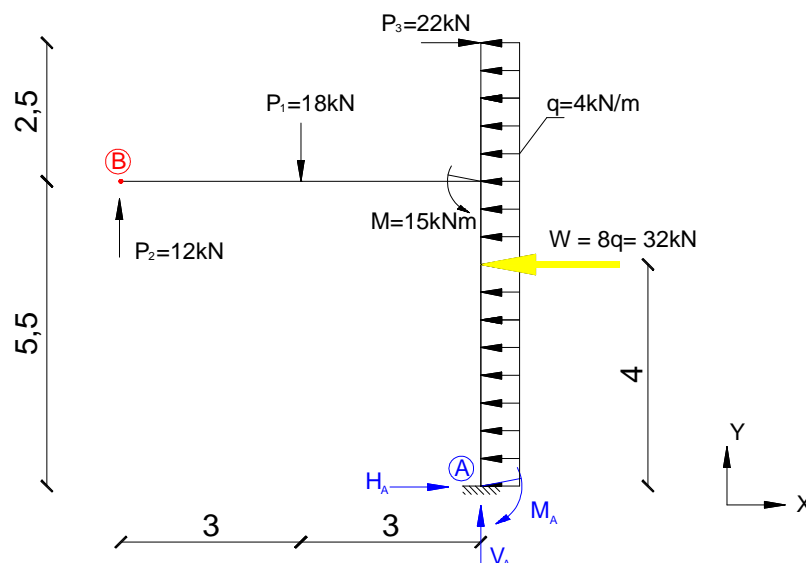 P₃=22kN
2,5
P₁=18kN
q=4kN/m
B
M=15kNm
P₂=12kN
W = 8q= 32kN
5,5
4
A
Y
H_A
X
M_A
3
3
V_A